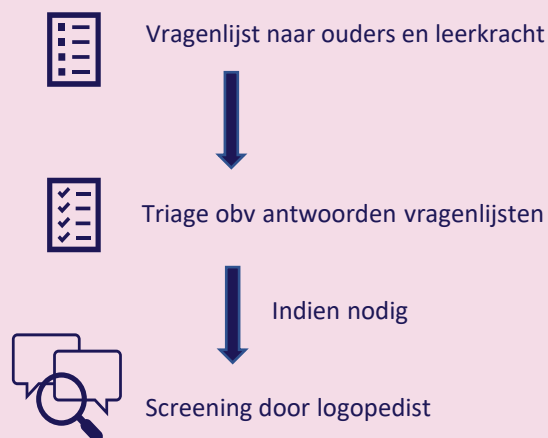 Vragenlijst naar ouders en leerkracht
Triage obv antwoorden vragenlijsten
Indien nodig
Screening door logopedist